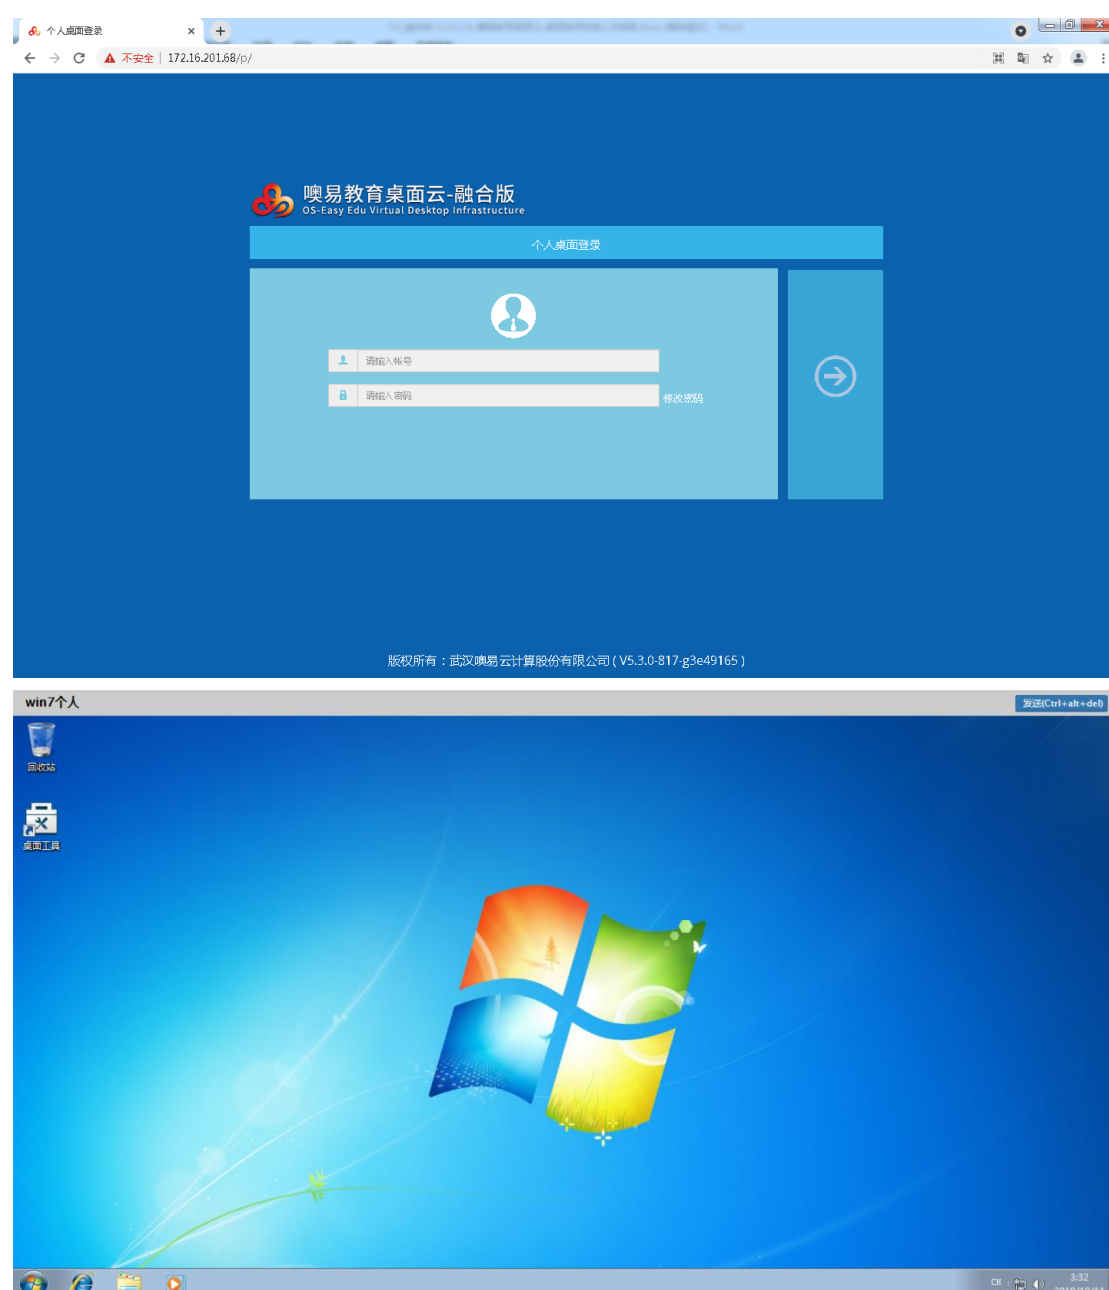 个人桌面登录
不安全 | 172.16.201.68/p/
噢易教育桌面云-融合版
OS-Easy Edu Virtual Desktop Infrastructure
个人桌面登录
请输入帐号
请输入密码
修改密码
版权所有：武汉噢易云计算股份有限公司 ( V5.3.0-817-g3e49165 )
win7个人
发送(Ctrl+alt+del)
回收站
桌面工具
CH
3:32